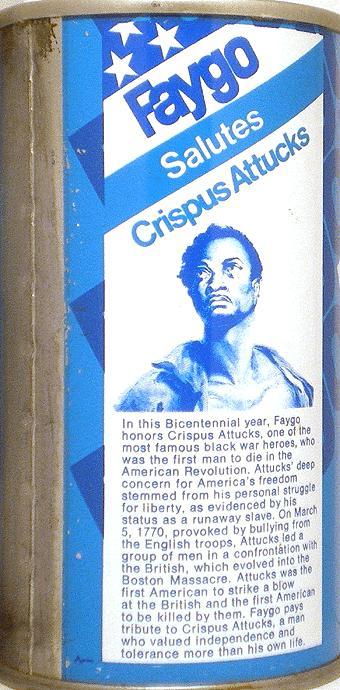 Faygo
Salutes
Crispus Attucks
In this Bicentennial year, Faygo
honors Crispus Attucks, one of the
most famous black war heroes, who
was the first man to die in the
American Revolution. Attucks' deep
concern for America's freedom
stemmed from his personal struggle
for liberty, as evidenced by his
status as a runaway slave. On March
5, 1770, provoked by bullying from
the English troops, Attucks led a
group of men in a confrontation with
the British, which evolved into the
Boston Massacre. Attucks was the
first American to strike a blow
at the British and the first American
to be killed by them. Faygo pays
tribute to Crispus Attucks, a man
who valued independence and
tolerance more than his own life.